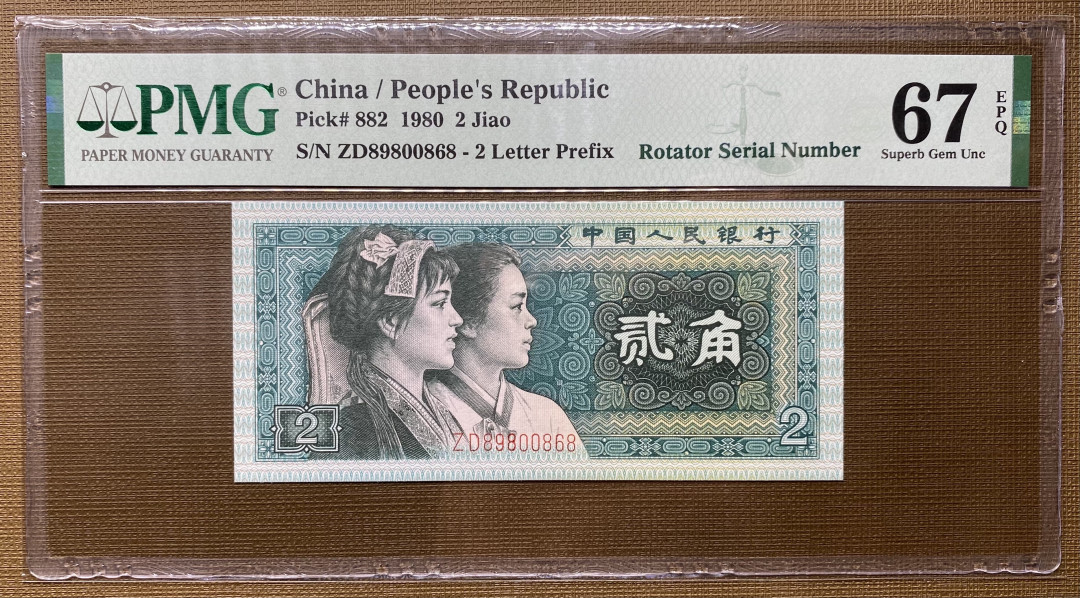 PMG®
PAPER MONEY GUARANTY
China / People's Republic
Pick# 882 1980 2 Jiao
S/N ZD89800868 - 2 Letter Prefix
Rotator Serial Number
67
EPQ
Superb Gem Unc
中国人民银行
贰角
2
2
ZD89800868